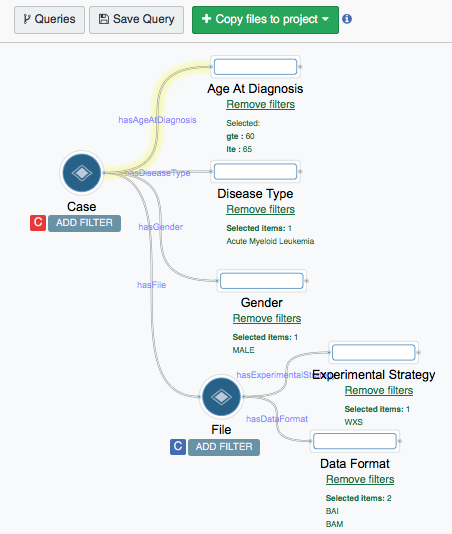 Queries
Save Query
+ Copy files to project
i
Age At Diagnosis
Remove filters
Selected:
gte : 60
lte : 65
hasAgeAtDiagnosis
hasDiseaseType
Disease Type
Remove filters
Selected items: 1
Acute Myeloid Leukemia
Case
C ADD FILTER
hasGender
Gender
Remove filters
Selected items: 1
MALE
hasFile
hasExperimentalStrategy
Experimental Strategy
Remove filters
Selected items: 1
WXS
File
C ADD FILTER
hasDataFormat
Data Format
Remove filters
Selected items: 2
BAI
BAM